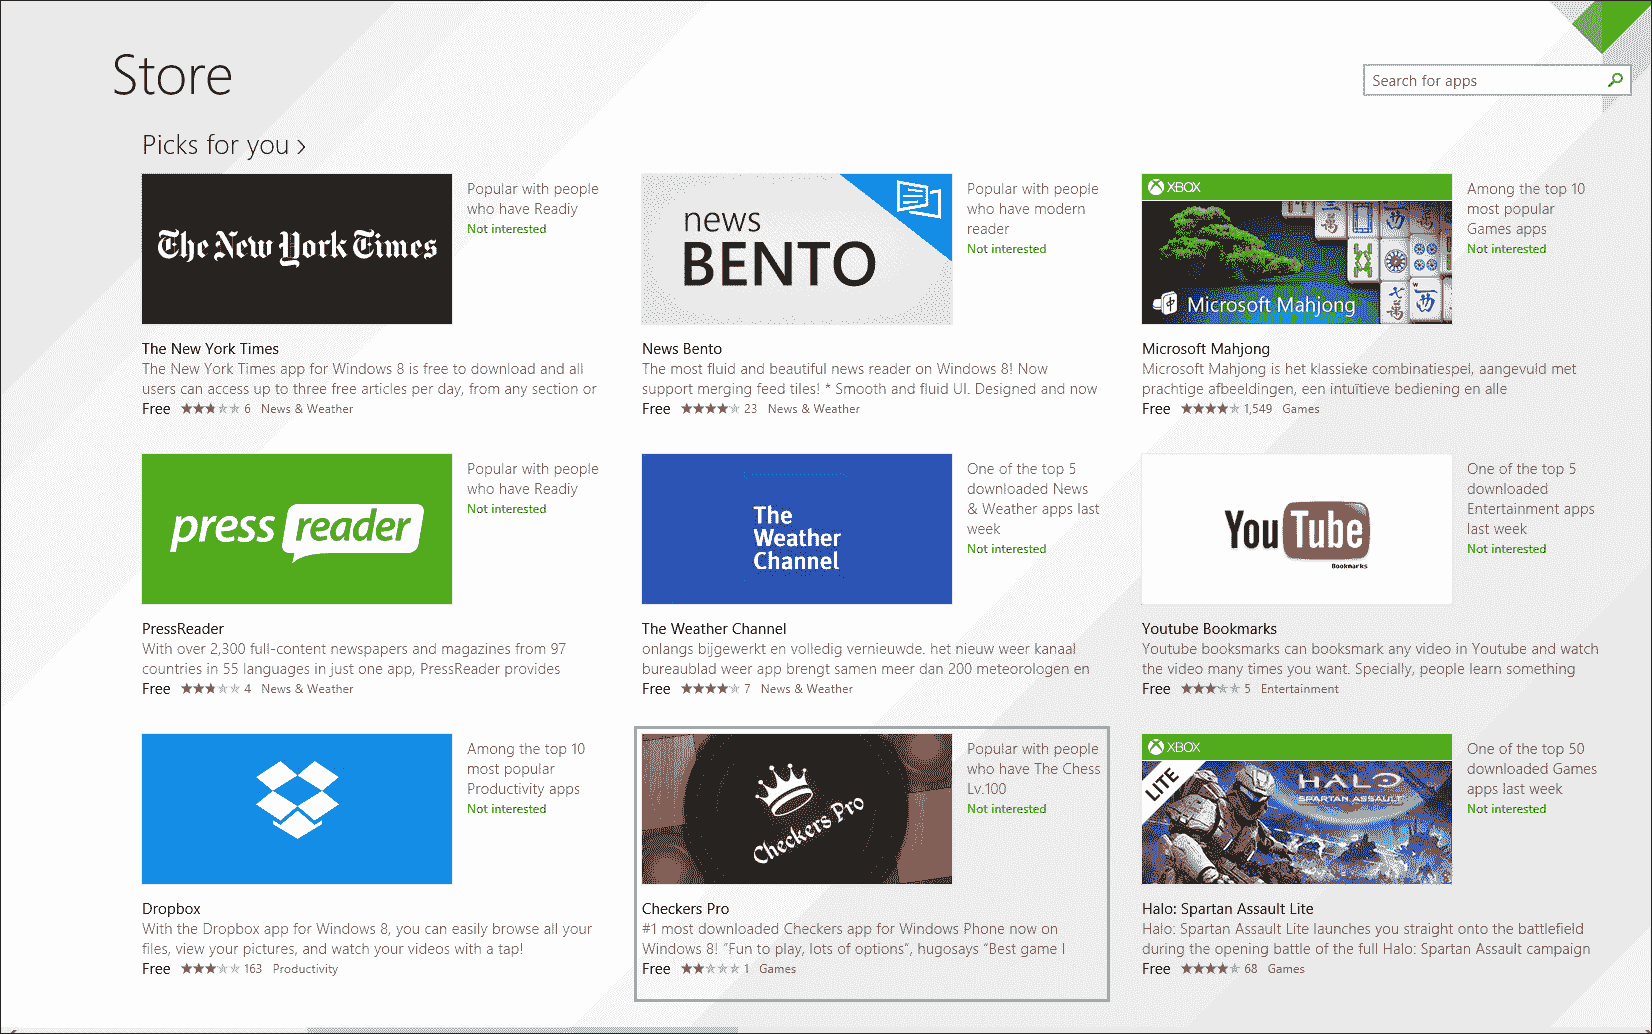 Store
Search for apps
Picks for you ›
The New York Times
Popular with people
who have Readiy
Not interested
The New York Times
The New York Times app for Windows 8 is free to download and all
users can access up to three free articles per day, from any section or
Free 6 News & Weather
news
BENTO
Popular with people
who have modern
reader
Not interested
News Bento
The most fluid and beautiful news reader on Windows 8! Now
support merging feed tiles! * Smooth and fluid UI. Designed and now
Free 23 News & Weather
XBOX
Microsoft Mahjong
Among the top 10
most popular
Games apps
Not interested
Microsoft Mahjong
Microsoft Mahjong is het klassieke combinatiespel, aangevuld met
prachtige afbeeldingen, een intuïtieve bediening en alle
Free 1,549 Games
pressreader
Popular with people
who have Readiy
Not interested
PressReader
With over 2,300 full-content newspapers and magazines from 97
countries in 55 languages in just one app, PressReader provides
Free 4 News & Weather
The
Weather
Channel
One of the top 5
downloaded News
& Weather apps last
week
Not interested
The Weather Channel
onlangs bijgewerkt en volledig vernieuwde. het nieuw weer kanaal
bureaublad weer app brengt samen meer dan 200 meteorologen en
Free 7 News & Weather
YouTube
Bookmarks
One of the top 5
downloaded
Entertainment apps
last week
Not interested
Youtube Bookmarks
Youtube booksmarks can booksmark any video in Youtube and watch
the video many times you want. Specially, people learn something
Free 5 Entertainment
Among the top 10
most popular
Productivity apps
Not interested
Dropbox
With the Dropbox app for Windows 8, you can easily browse all your
files, view your pictures, and watch your videos with a tap!
Free 163 Productivity
Checkers Pro
Popular with people
who have The Chess
Lv.100
Not interested
Checkers Pro
#1 most downloaded Checkers app for Windows Phone now on
Windows 8! "Fun to play, lots of options", hugosays "Best game I
Free 1 Games
XBOX
LITE
HALO
SPARTAN ASSAULT
One of the top 50
downloaded Games
apps last week
Not interested
Halo: Spartan Assault Lite
Halo: Spartan Assault Lite launches you straight onto the battlefield
during the opening battle of the full Halo: Spartan Assault campaign
Free 68 Games